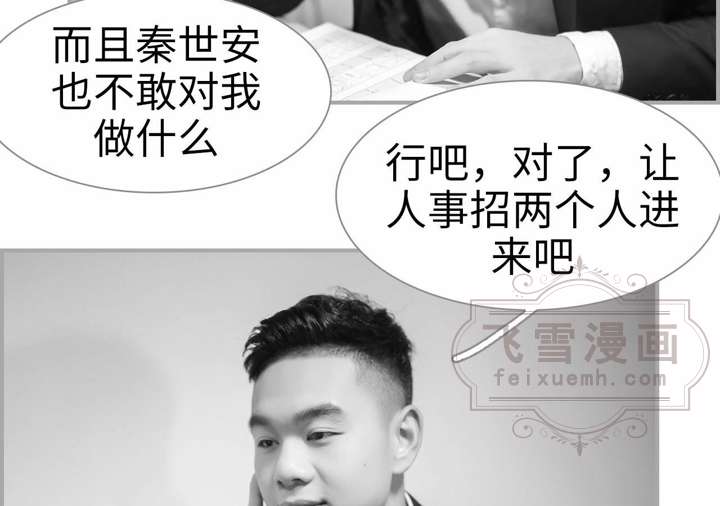 而且秦世安
也不敢对我
做什么
行吧，对了，让
人事招两个人进
来吧
飞雪漫画
feixuemh.com